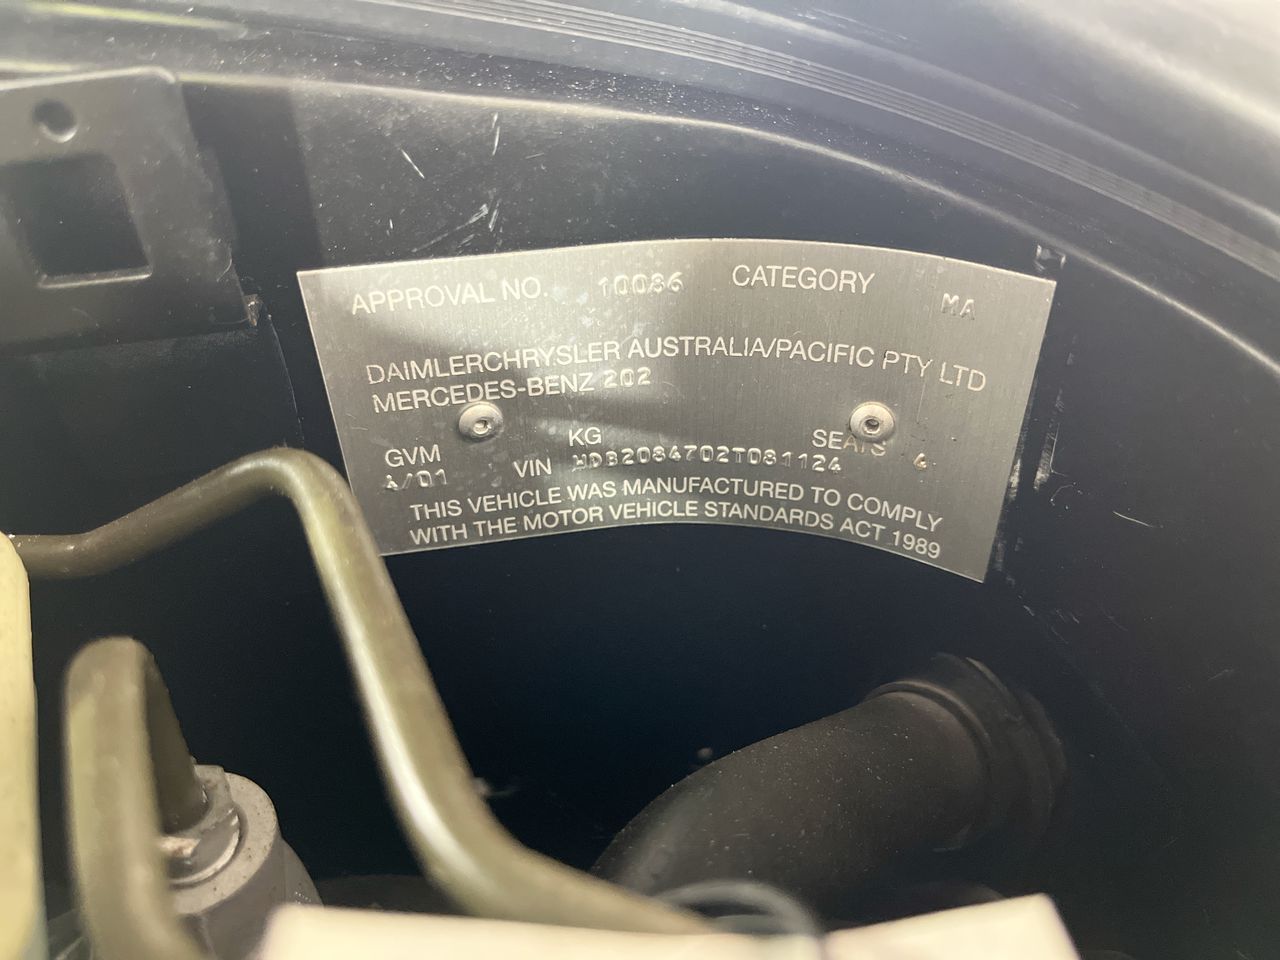 APPROVAL NO. 10086 CATEGORY MA
DAIMLERCHRYSLER AUSTRALIA/PACIFIC PTY LTD
MERCEDES-BENZ 202
GVM KG SEATS 4
4/01 VIN WDB2084702T081124
THIS VEHICLE WAS MANUFACTURED TO COMPLY
WITH THE MOTOR VEHICLE STANDARDS ACT 1989